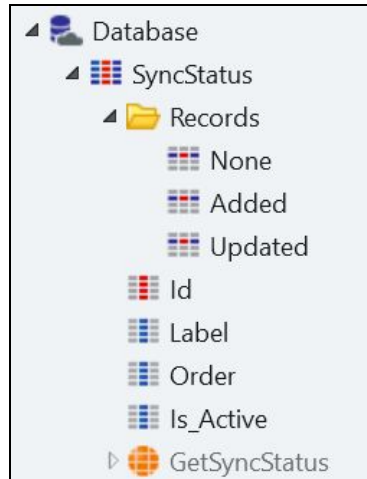 Database
SyncStatus
Records
None
Added
Updated
Id
Label
Order
Is_Active
GetSyncStatus